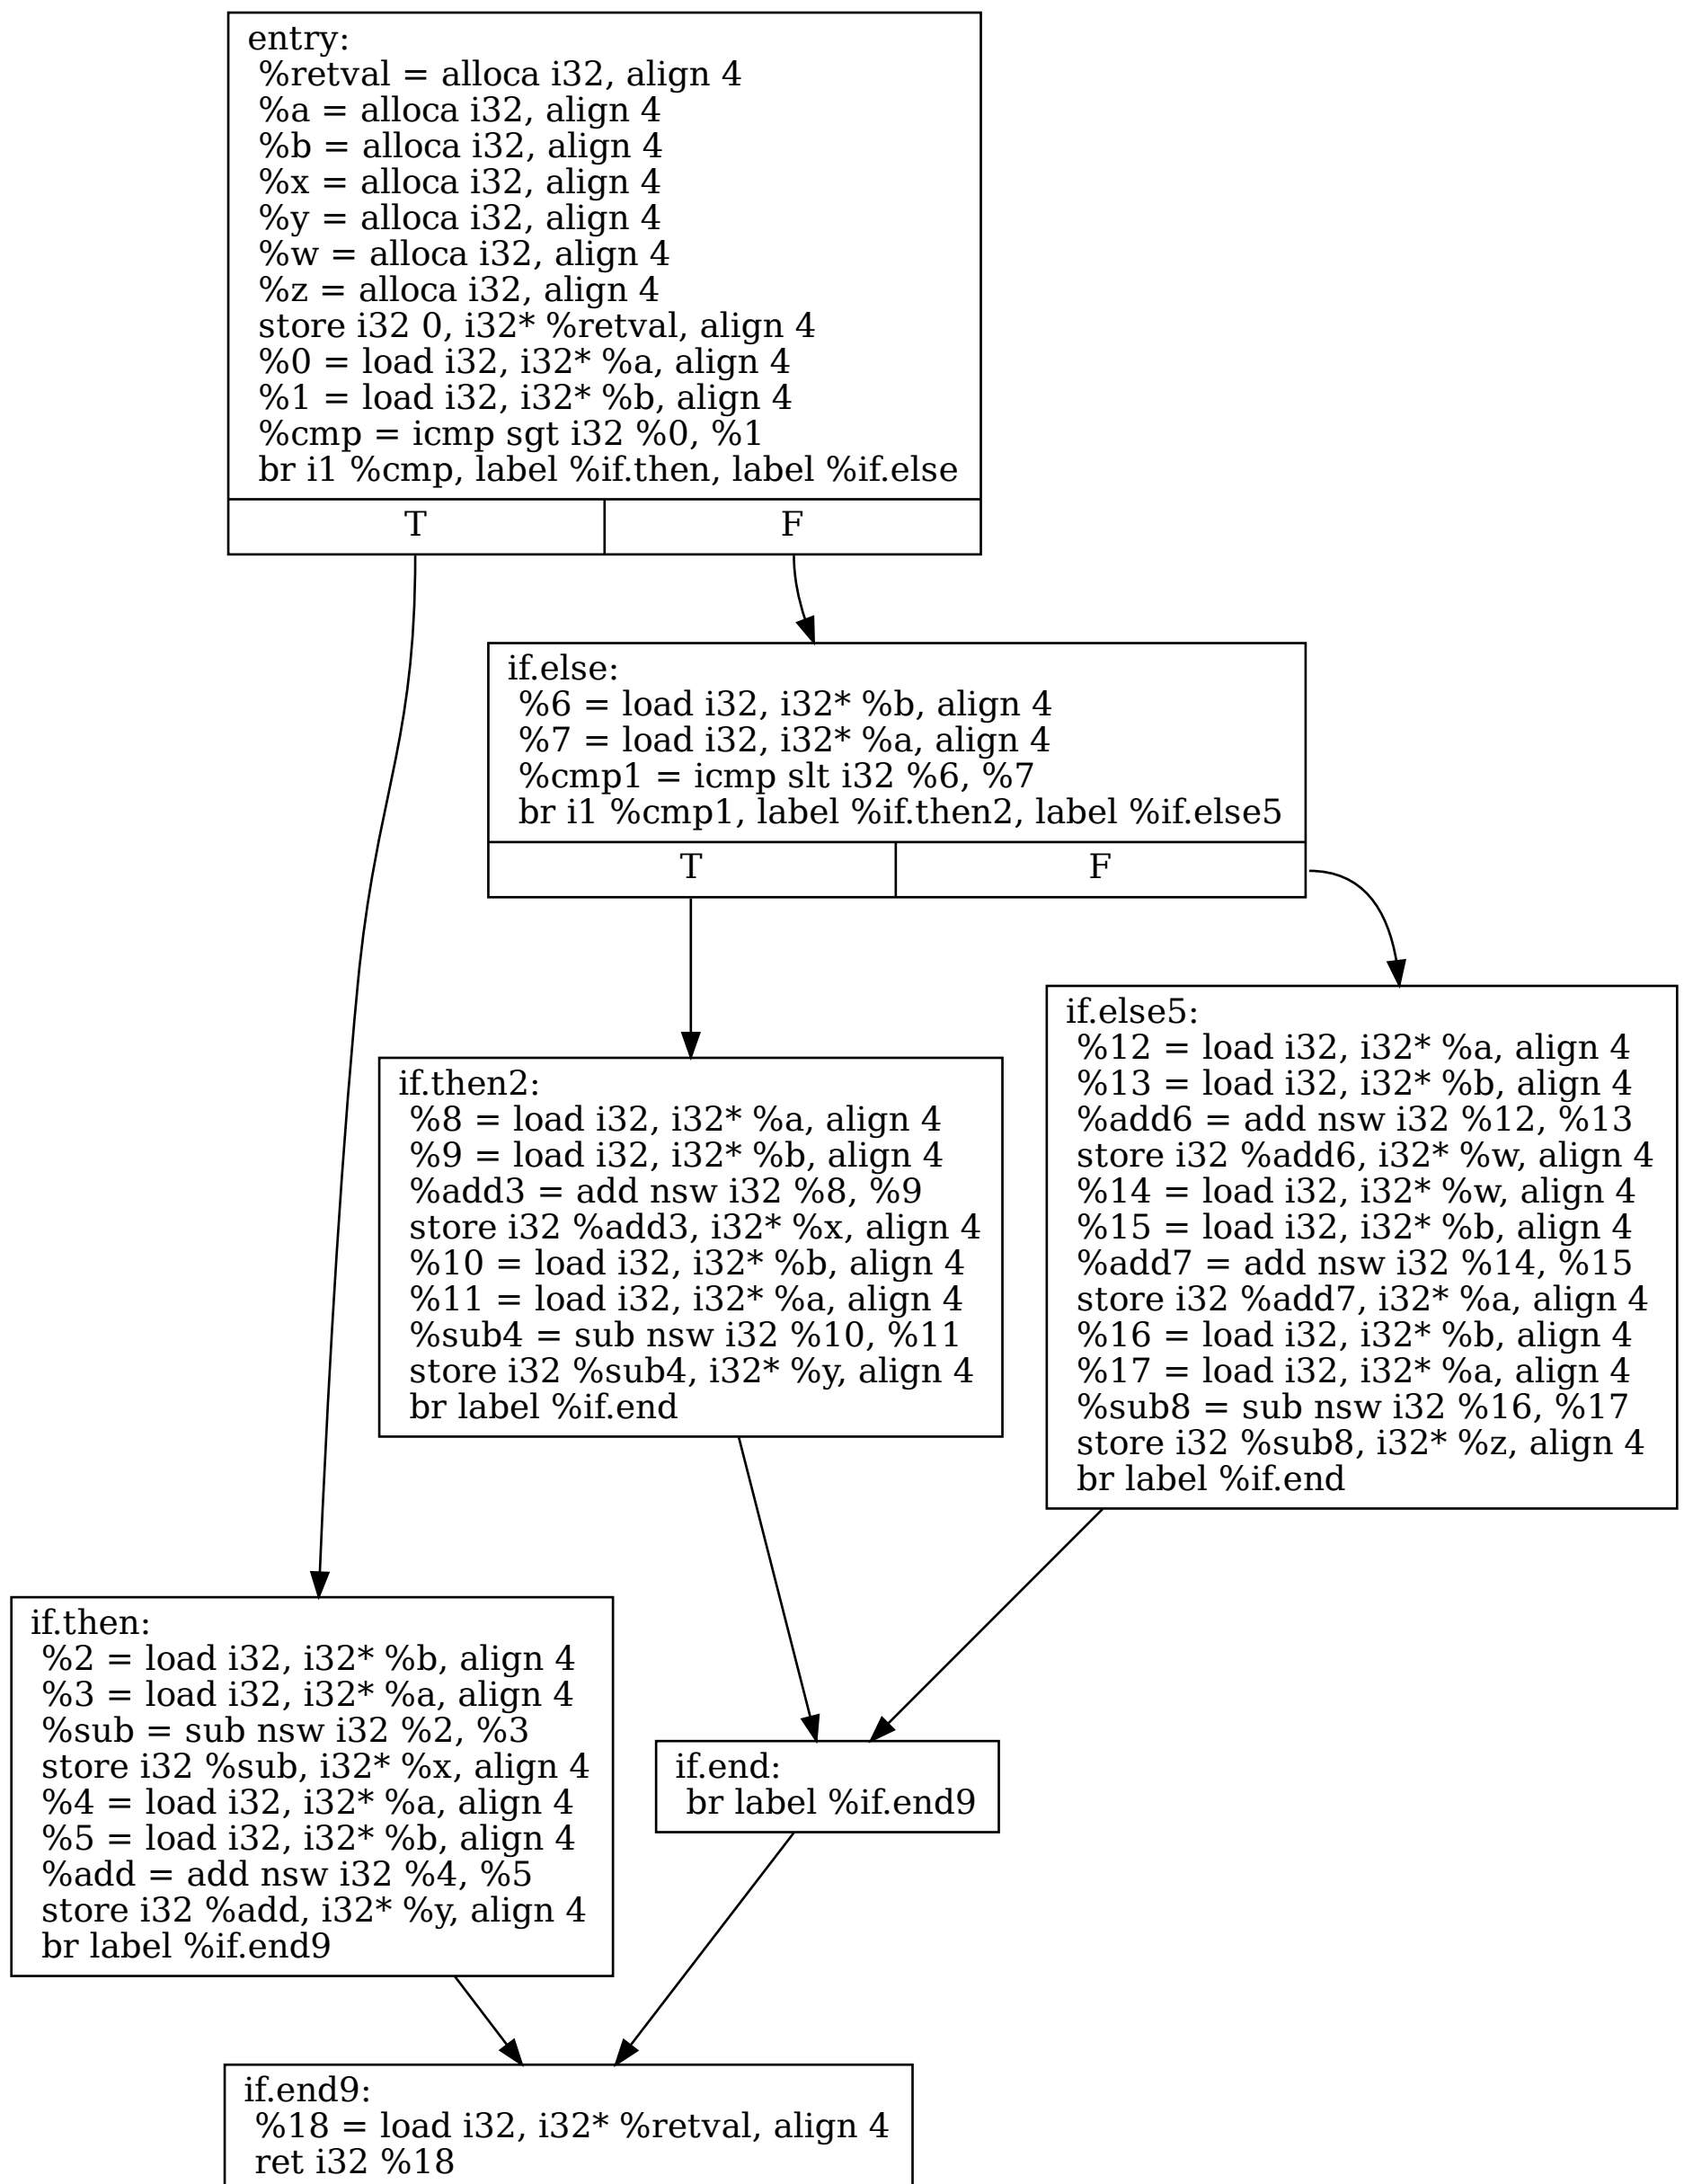 entry:
%retval = alloca i32, align 4
%a = alloca i32, align 4
%b = alloca i32, align 4
%x = alloca i32, align 4
%y = alloca i32, align 4
%w = alloca i32, align 4
%z = alloca i32, align 4
store i32 0, i32* %retval, align 4
%0 = load i32, i32* %a, align 4
%1 = load i32, i32* %b, align 4
%cmp = icmp sgt i32 %0, %1
br i1 %cmp, label %if.then, label %if.else
T
F
if.else:
%6 = load i32, i32* %b, align 4
%7 = load i32, i32* %a, align 4
%cmp1 = icmp slt i32 %6, %7
br i1 %cmp1, label %if.then2, label %if.else5
T
F
if.then2:
%8 = load i32, i32* %a, align 4
%9 = load i32, i32* %b, align 4
%add3 = add nsw i32 %8, %9
store i32 %add3, i32* %x, align 4
%10 = load i32, i32* %b, align 4
%11 = load i32, i32* %a, align 4
%sub4 = sub nsw i32 %10, %11
store i32 %sub4, i32* %y, align 4
br label %if.end
if.else5:
%12 = load i32, i32* %a, align 4
%13 = load i32, i32* %b, align 4
%add6 = add nsw i32 %12, %13
store i32 %add6, i32* %w, align 4
%14 = load i32, i32* %w, align 4
%15 = load i32, i32* %b, align 4
%add7 = add nsw i32 %14, %15
store i32 %add7, i32* %a, align 4
%16 = load i32, i32* %b, align 4
%17 = load i32, i32* %a, align 4
%sub8 = sub nsw i32 %16, %17
store i32 %sub8, i32* %z, align 4
br label %if.end
if.then:
%2 = load i32, i32* %b, align 4
%3 = load i32, i32* %a, align 4
%sub = sub nsw i32 %2, %3
store i32 %sub, i32* %x, align 4
%4 = load i32, i32* %a, align 4
%5 = load i32, i32* %b, align 4
%add = add nsw i32 %4, %5
store i32 %add, i32* %y, align 4
br label %if.end9
if.end:
br label %if.end9
if.end9:
%18 = load i32, i32* %retval, align 4
ret i32 %18